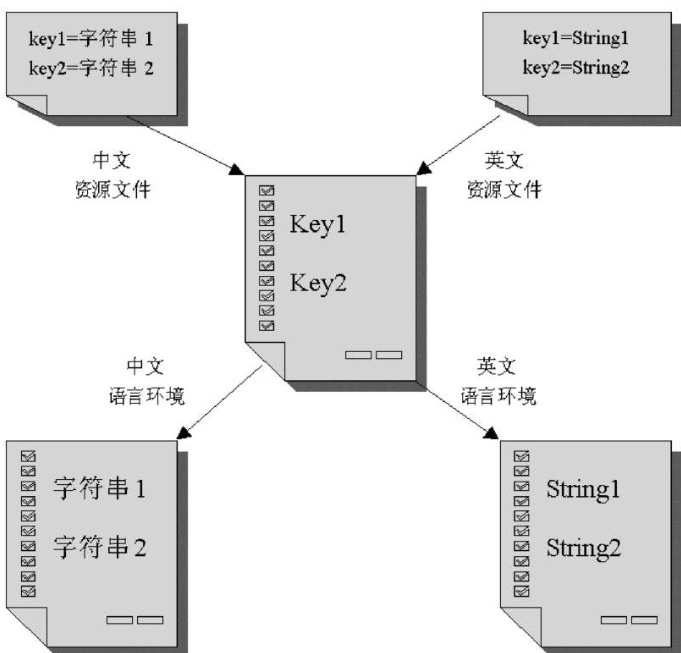 key1=字符串 1
key2=字符串 2
key1=String1
key2=String2
中文
资源文件
英文
资源文件
Key1
Key2
中文
语言环境
英文
语言环境
字符串 1
字符串 2
String1
String2